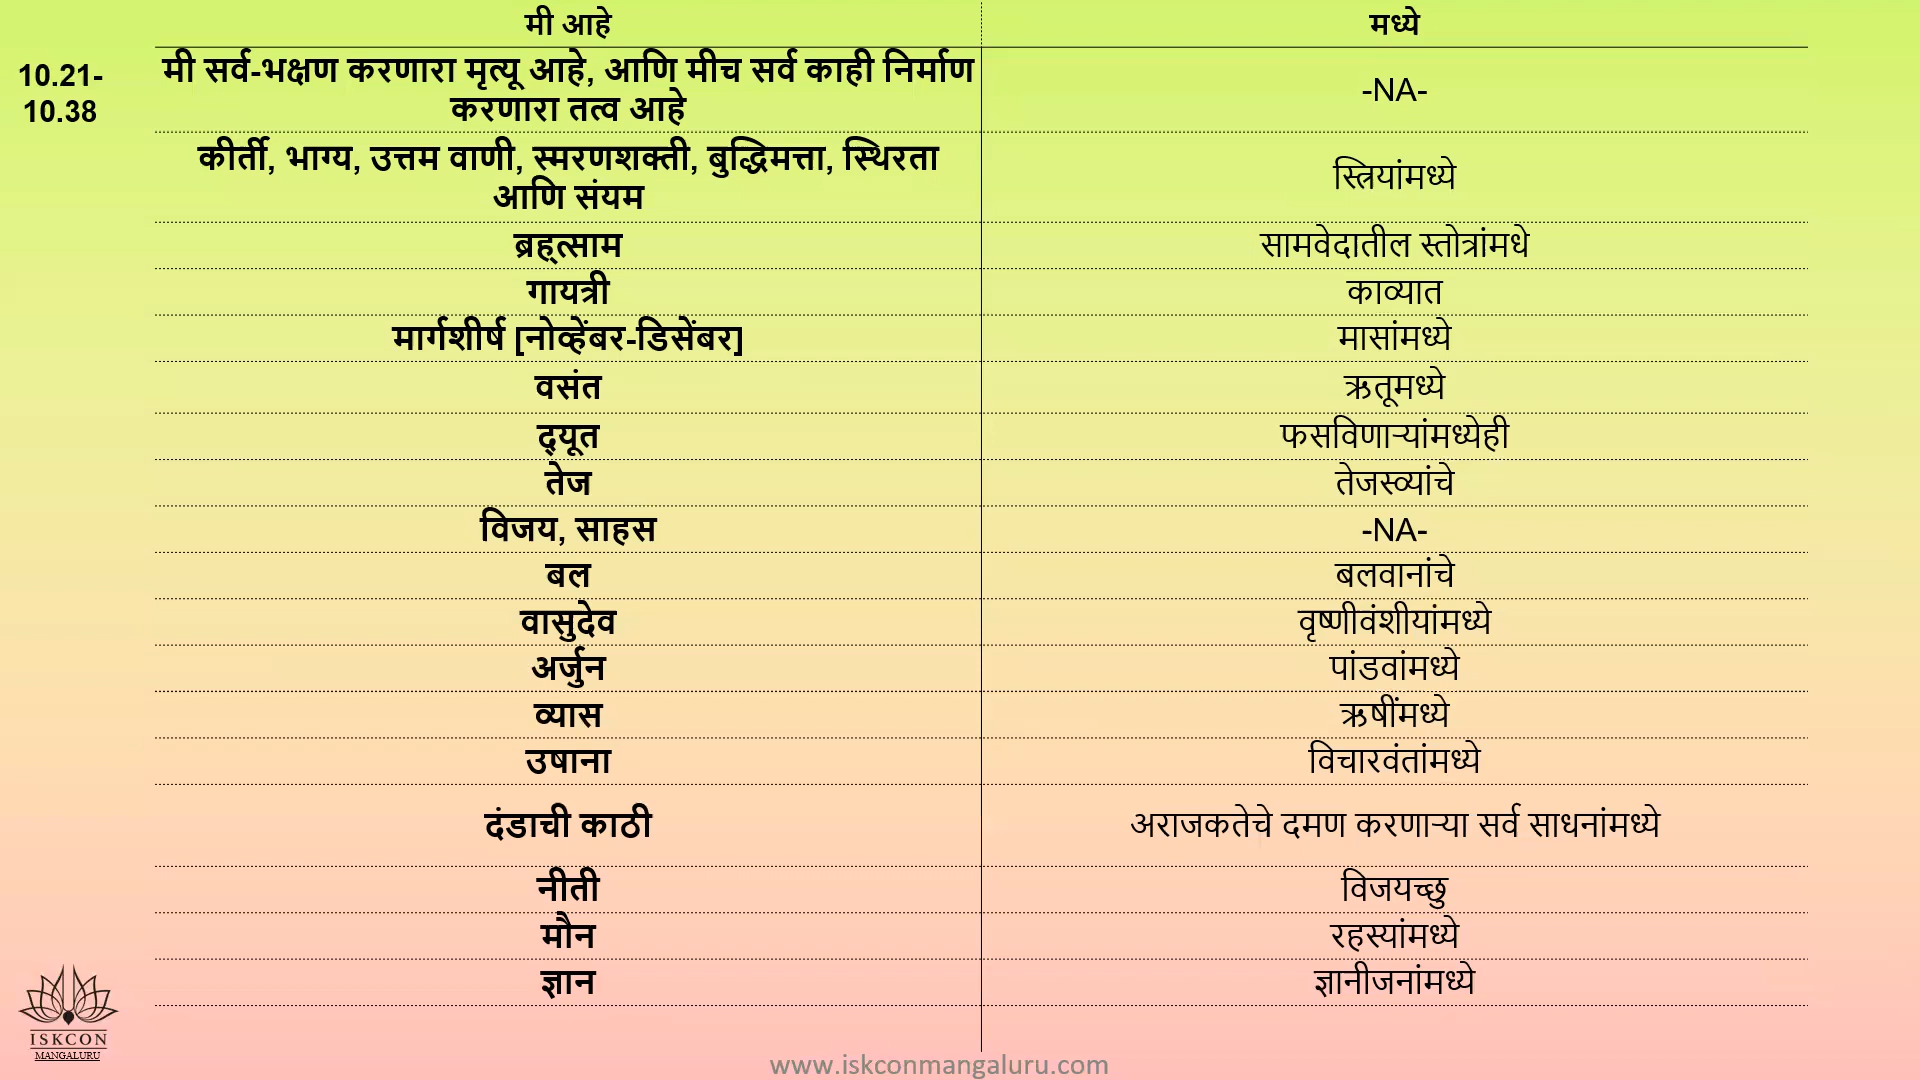 मी आहे मध्ये
10.21-
10.38
मी सर्व-भक्षण करणारा मृत्यू आहे, आणि मीच सर्व काही निर्माण
करणारा तत्व आहे
-NA-
कीर्ती, भाग्य, उत्तम वाणी, स्मरणशक्ती, बुद्धिमत्ता, स्थिरता
आणि संयम
स्त्रियांमध्ये
ब्रह्त्साम सामवेदातील स्तोत्रांमधे
गायत्री काव्यात
मार्गशीर्ष [नोव्हेंबर-डिसेंबर] मासांमध्ये
वसंत ऋतूमध्ये
द्यूत फसविणाऱ्यांमध्येही
तेज तेजस्व्यांचे
विजय, साहस -NA-
बल बलवानांचे
वासुदेव वृष्णीवंशीयांमध्ये
अर्जुन पांडवांमध्ये
व्यास ऋषींमध्ये
उषाना विचारवंतांमध्ये
दंडाची काठी अराजकतेचे दमण करणाऱ्या सर्व साधनांमध्ये
नीती विजयच्छु
मौन रहस्यांमध्ये
ज्ञान ज्ञानीजनांमध्ये
ISKCON
MANGALURU
www.iskconmangaluru.com